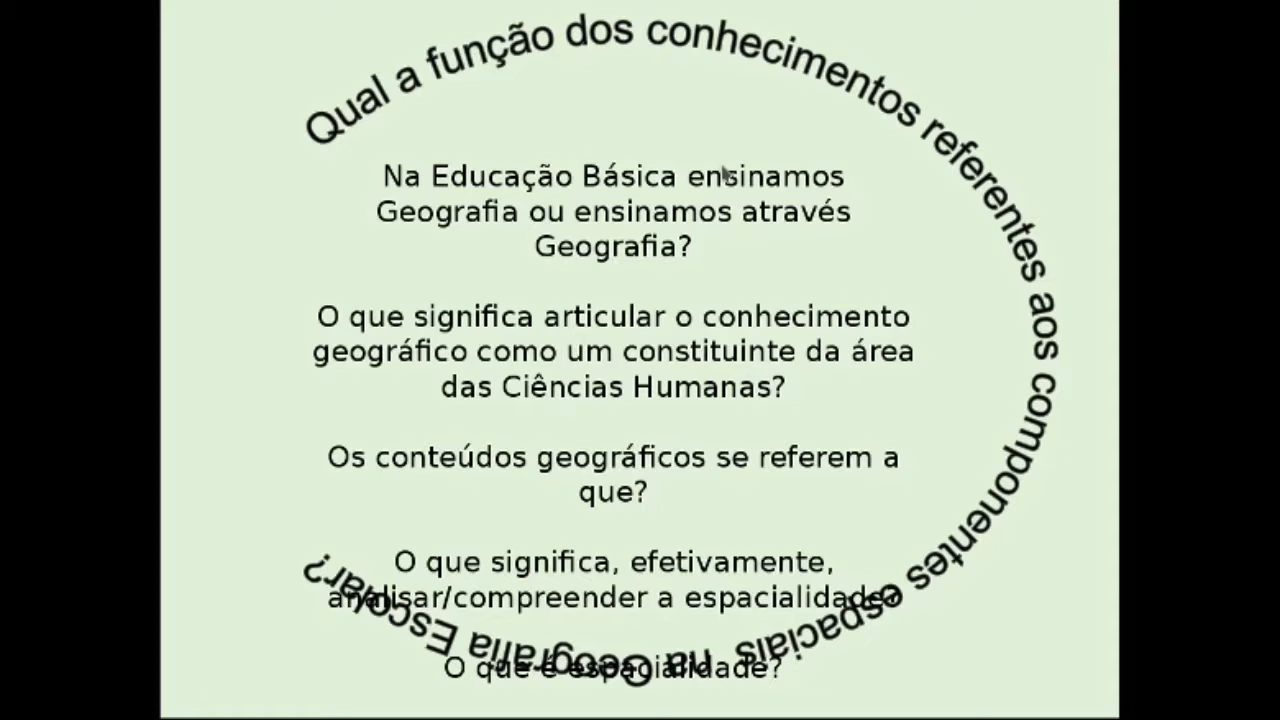 Qual a função dos conhecimentos referentes aos componentes espaciais na Geografia Escolar?
Na Educação Básica ensinamos
Geografia ou ensinamos através
Geografia?
O que significa articular o conhecimento
geográfico como um constituinte da área
das Ciências Humanas?
Os conteúdos geográficos se referem a
que?
O que significa, efetivamente,
analisar/compreender a espacialidade?
O que é espacialidade?